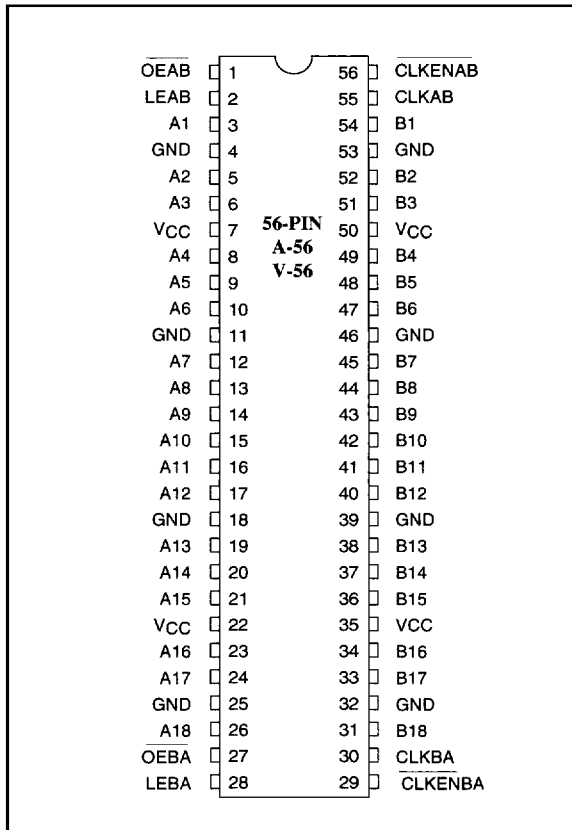 OEAB 1 56 CLKENAB
LEAB 2 55 CLKAB
A1 3 54 B1
GND 4 53 GND
A2 5 52 B2
A3 6 51 B3
VCC 7 56-PIN 50 VCC
A4 8 A-56 49 B4
A5 9 V-56 48 B5
A6 10 47 B6
GND 11 46 GND
A7 12 45 B7
A8 13 44 B8
A9 14 43 B9
A10 15 42 B10
A11 16 41 B11
A12 17 40 B12
GND 18 39 GND
A13 19 38 B13
A14 20 37 B14
A15 21 36 B15
VCC 22 35 VCC
A16 23 34 B16
A17 24 33 B17
GND 25 32 GND
A18 26 31 B18
OEBA 27 30 CLKBA
LEBA 28 29 CLKENBA